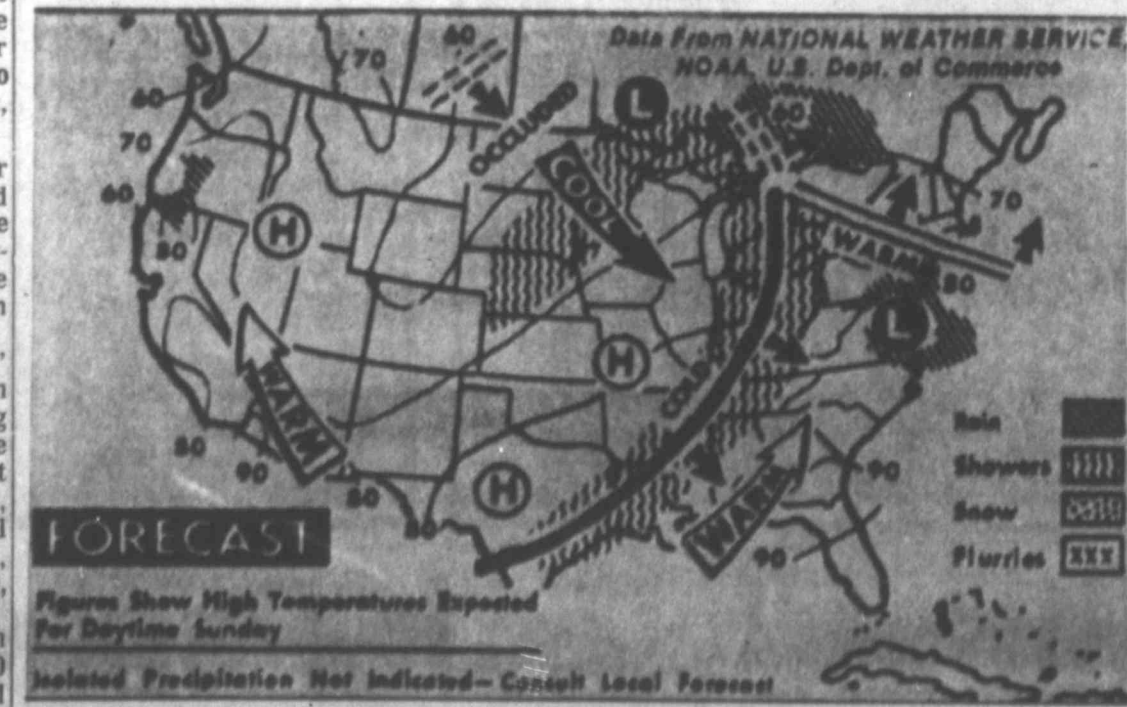 Data From NATIONAL WEATHER SERVICE,
NOAA, U.S. Dept. of Commerce
60
70
60
70
60
80
OCCLUDED
COOL
L
60
70
WARM
80
L
H
H
H
COLD
WARM
80
90
80
WARM
90
90
Rain
Showers
Snow
Flurries
FORECAST
Figures Show High Temperatures Expected
For Daytime Sunday
Isolated Precipitation Not Indicated—Consult Local Forecast